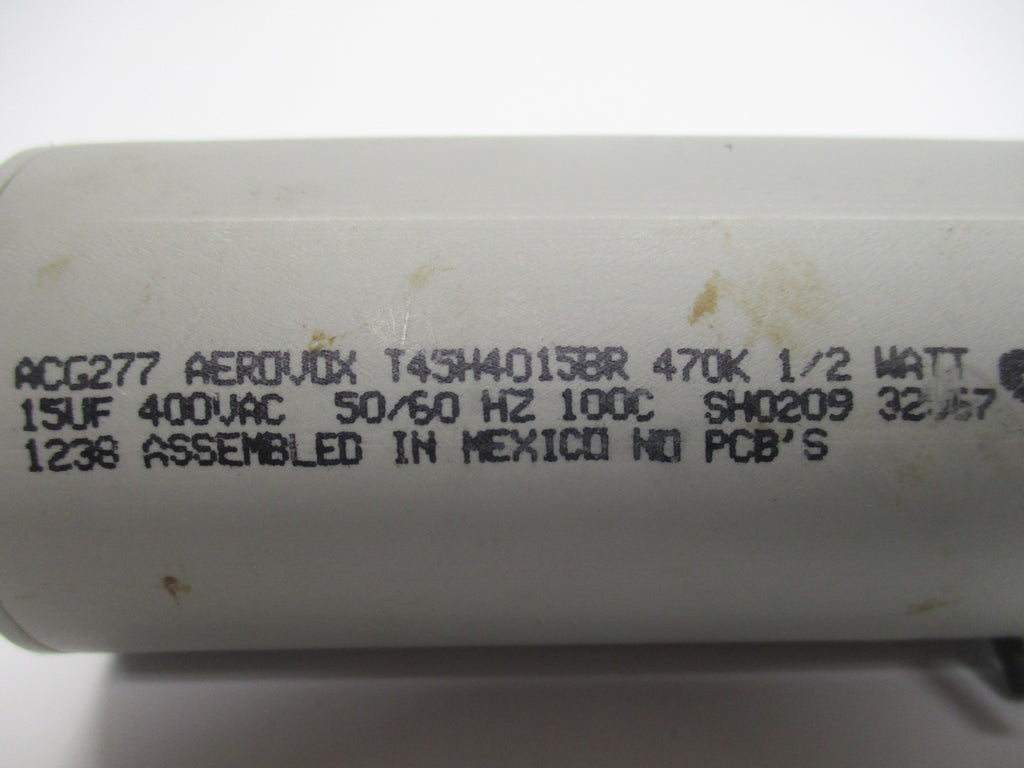 ACG277 AEROVOX T45H4015BR 470K 1/2 WATT
15UF 400VAC 50/60 HZ 100C SH0209
1238 ASSEMBLED IN MEXICO NO PCB'S